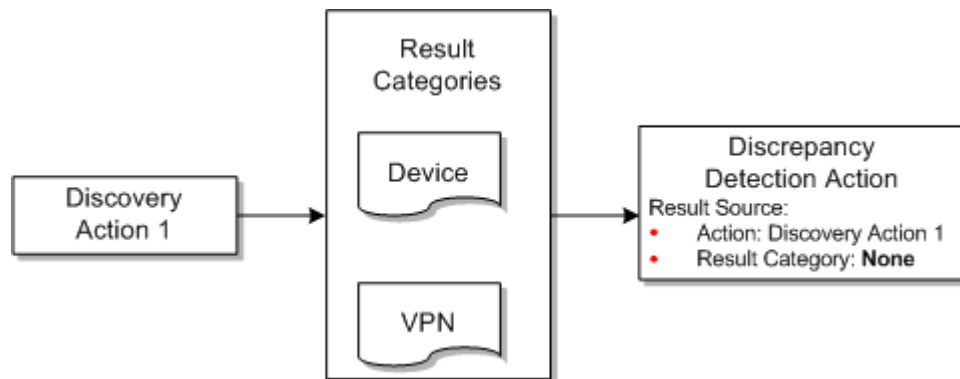 Discovery
Action 1
Result
Categories
Device
VPN
Discrepancy
Detection Action
Result Source:
• Action: Discovery Action 1
• Result Category: None